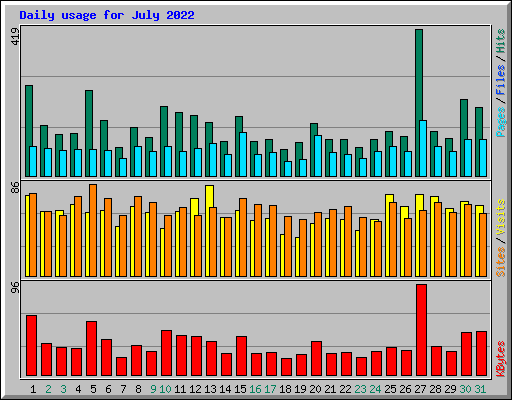 Daily usage for July 2022
419
Pages / Files / Hits
86
Sites / Visits
96
KBytes
1 2 3 4 5 6 7 8 9 10 11 12 13 14 15 16 17 18 19 20 21 22 23 24 25 26 27 28 29 30 31